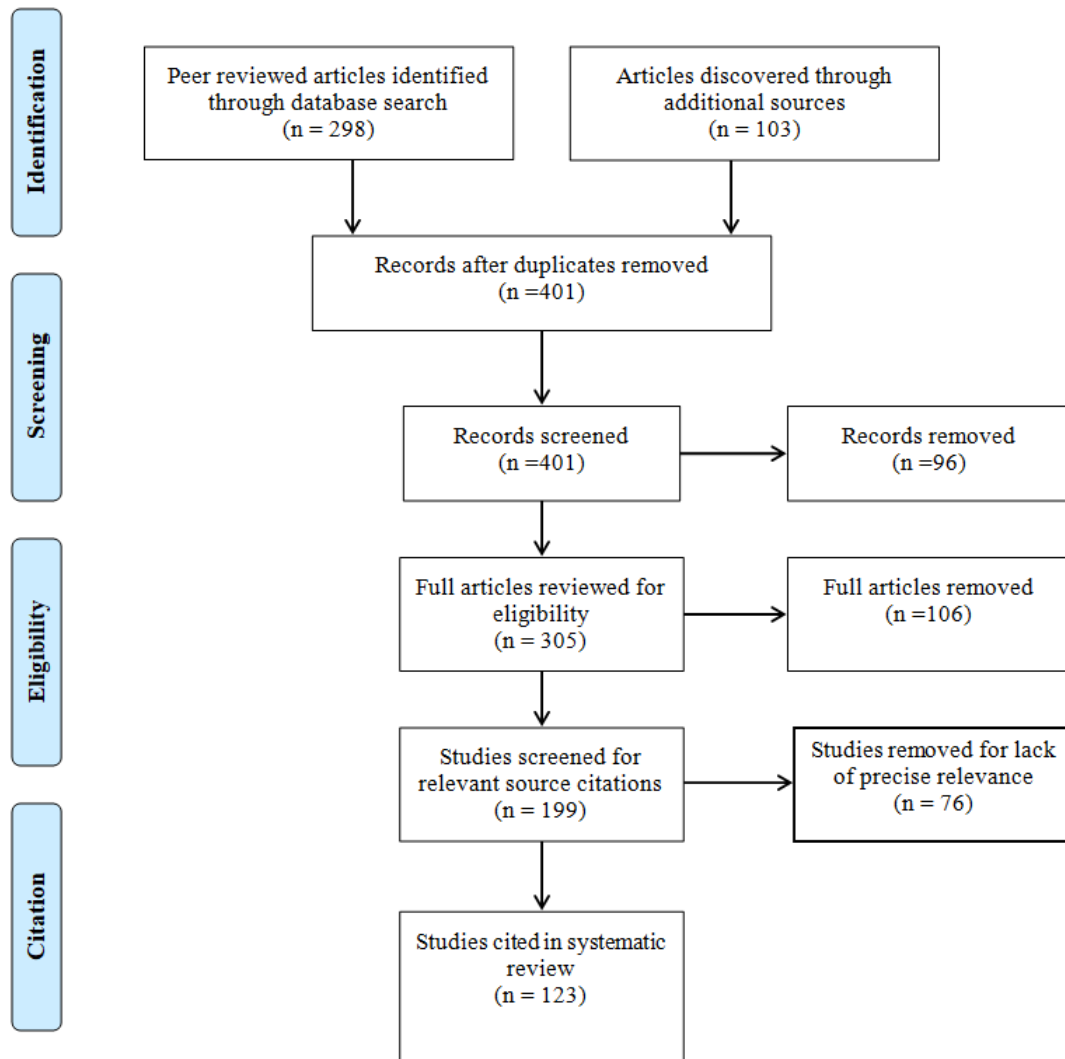 Identification
Peer reviewed articles identified
through database search
(n = 298)
Articles discovered through
additional sources
(n = 103)
Records after duplicates removed
(n =401)
Screening
Records screened
(n =401)
Records removed
(n =96)
Eligibility
Full articles reviewed for
eligibility
(n = 305)
Full articles removed
(n =106)
Studies screened for
relevant source citations
(n = 199)
Studies removed for lack
of precise relevance
(n = 76)
Citation
Studies cited in systematic
review
(n = 123)